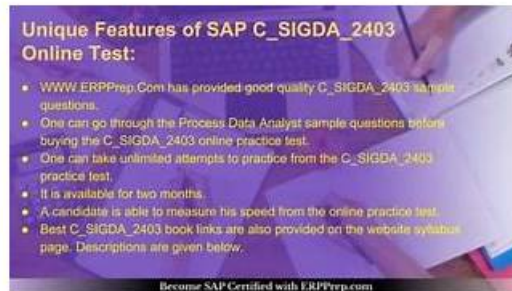 Unique Features of SAP C_SIGDA_2403
Online Test:
● WWW.ERPPrep.Com has provided good quality C_SIGDA_2403 sample
questions.
● One can go through the Process Data Analyst sample questions before
buying the C_SIGDA_2403 online practice test.
● One can take unlimited attempts to practice from the C_SIGDA_2403
practice test.
● It is available for two months.
● A candidate is able to measure his speed from the online practice test.
● Best C_SIGDA_2403 book links are also provided on the website syllabus
page. Descriptions are given below.
Become SAP Certified with ERPPrep.com